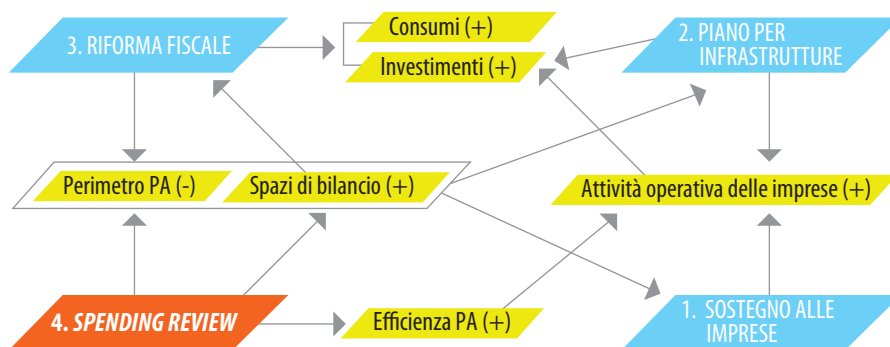 3. RIFORMA FISCALE
Consumi (+)
Investimenti (+)
2. PIANO PER
INFRASTRUTTURE
Perimetro PA (-)
Spazi di bilancio (+)
Attività operativa delle imprese (+)
4. SPENDING REVIEW
Efficienza PA (+)
1. SOSTEGNO ALLE
IMPRESE